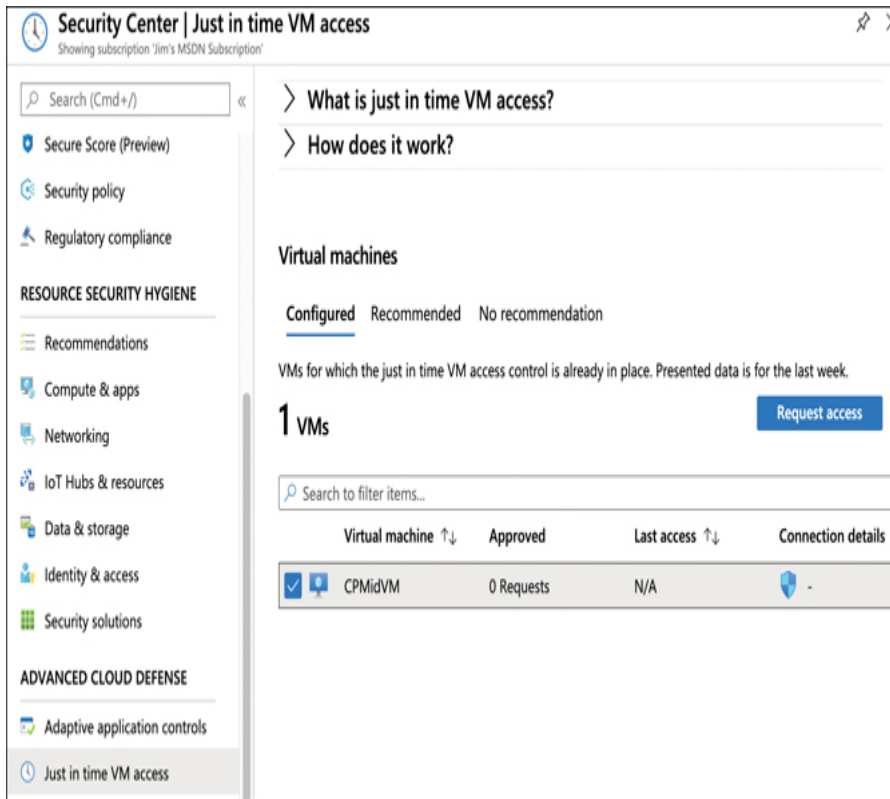 Security Center | Just in time VM access
Showing subscription 'Jim's MSDN Subscription'
Search (Cmd+/)
Secure Score (Preview)
Security policy
Regulatory compliance
RESOURCE SECURITY HYGIENE
Recommendations
Compute & apps
Networking
IoT Hubs & resources
Data & storage
Identity & access
Security solutions
ADVANCED CLOUD DEFENSE
Adaptive application controls
Just in time VM access
What is just in time VM access?
How does it work?
Virtual machines
Configured Recommended No recommendation
VMs for which the just in time VM access control is already in place. Presented data is for the last week.
1 VMs
Request access
Search to filter items...
Virtual machine ↑↓ Approved Last access ↑↓ Connection details
CPMidVM 0 Requests N/A -